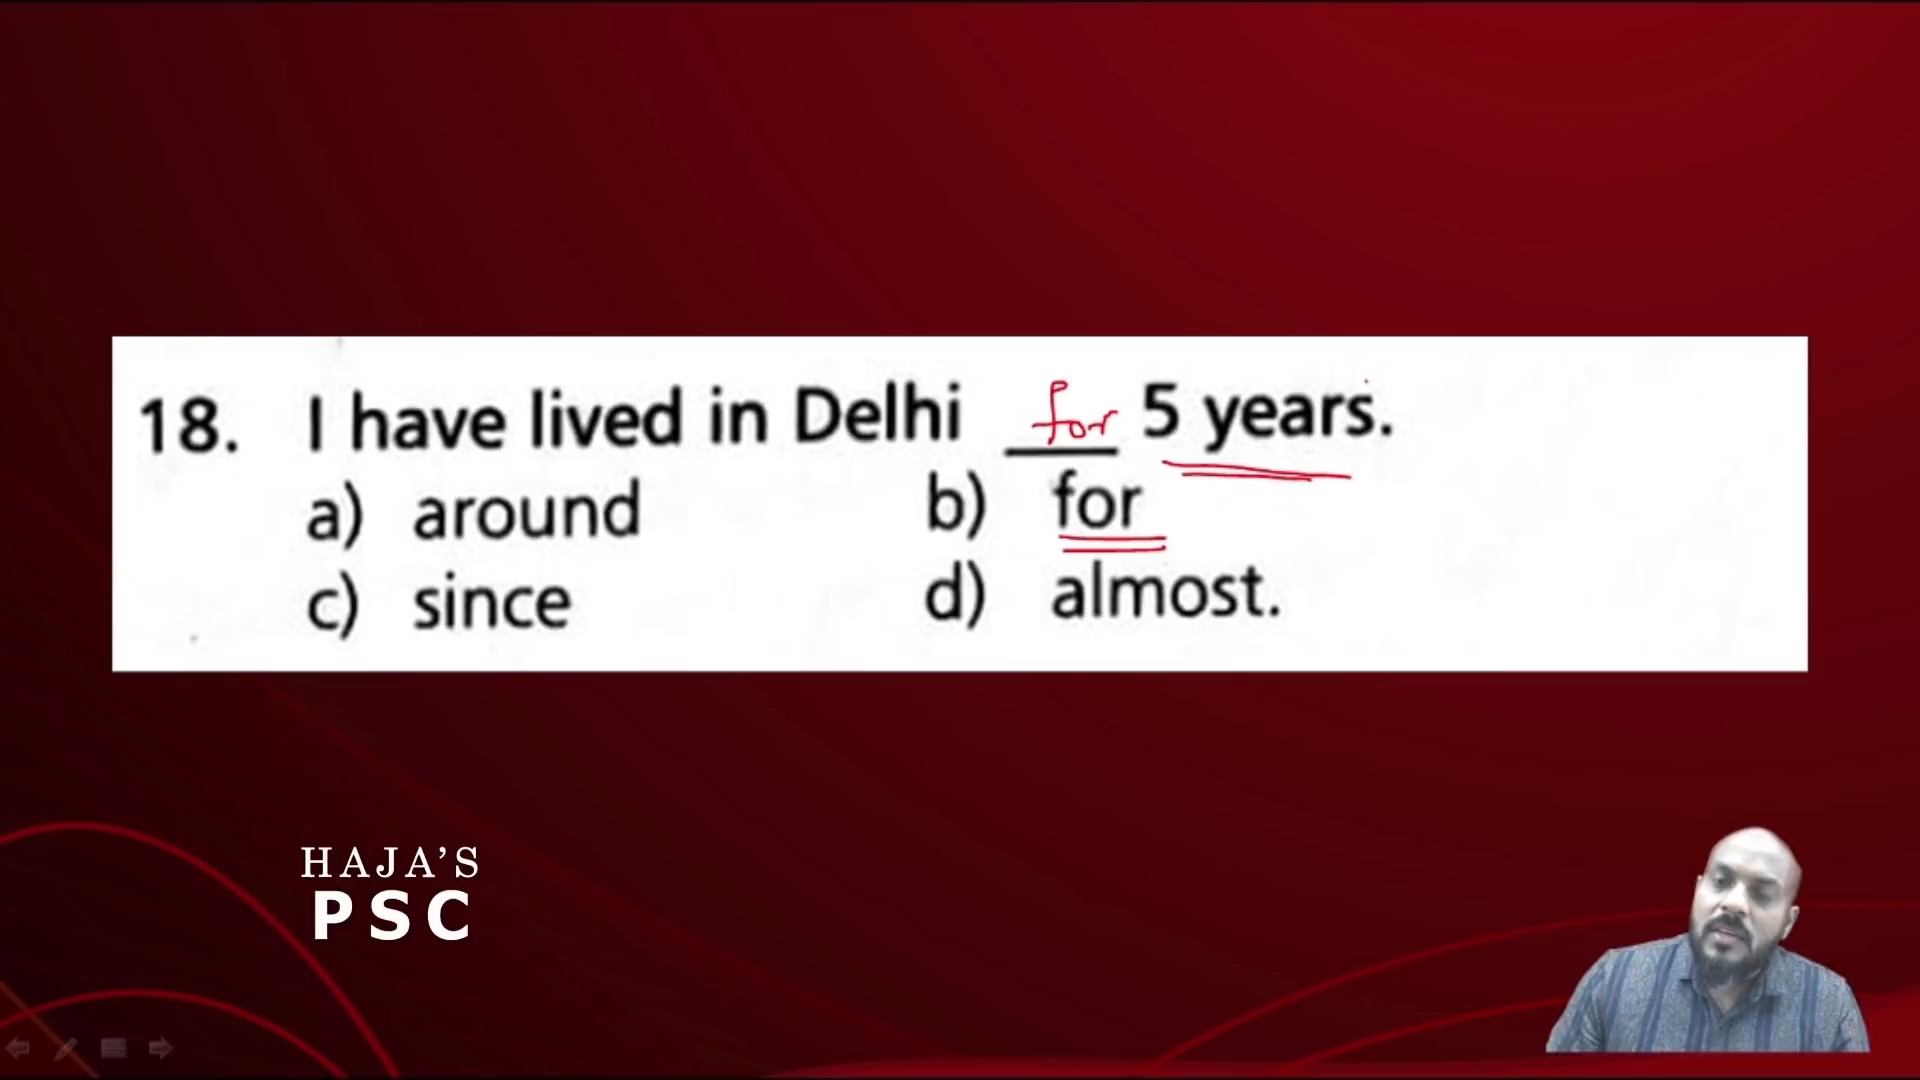 18. I have lived in Delhi for 5 years.
a) around b) for
c) since d) almost.
HAJA'S
PSC